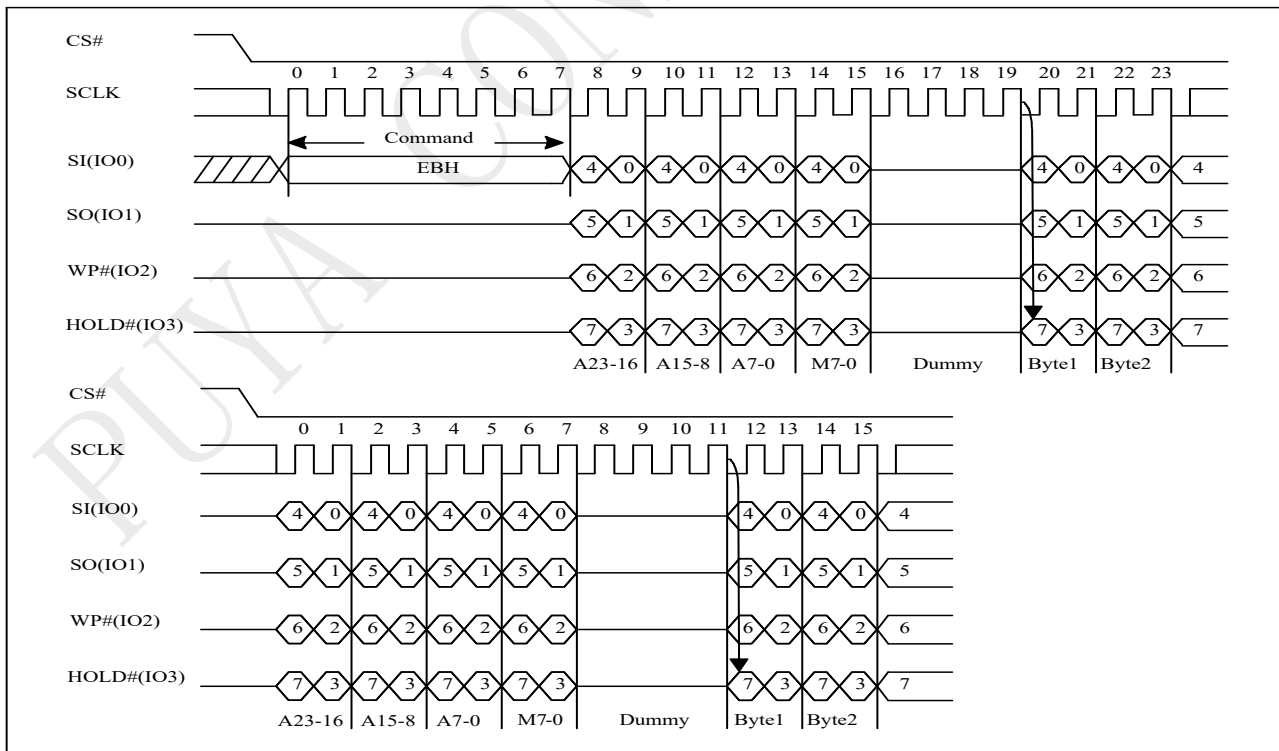 PUYA CON
CS#
0 1 2 3 4 5 6 7 8 9 10 11 12 13 14 15 16 17 18 19 20 21 22 23
SCLK
Command
SI(IO0) EBH 4 0 4 0 4 0 4 0 4 0 4 0 4
SO(IO1) 5 1 5 1 5 1 5 1 5 1 5 1 5
WP#(IO2) 6 2 6 2 6 2 6 2 6 2 6 2 6
HOLD#(IO3) 7 3 7 3 7 3 7 3 7 3 7 3 7
A23-16 A15-8 A7-0 M7-0 Dummy Byte1 Byte2
CS#
0 1 2 3 4 5 6 7 8 9 10 11 12 13 14 15
SCLK
SI(IO0) 4 0 4 0 4 0 4 0 4 0 4 0 4
SO(IO1) 5 1 5 1 5 1 5 1 5 1 5 1 5
WP#(IO2) 6 2 6 2 6 2 6 2 6 2 6 2 6
HOLD#(IO3) 7 3 7 3 7 3 7 3 7 3 7 3 7
A23-16 A15-8 A7-0 M7-0 Dummy Byte1 Byte2